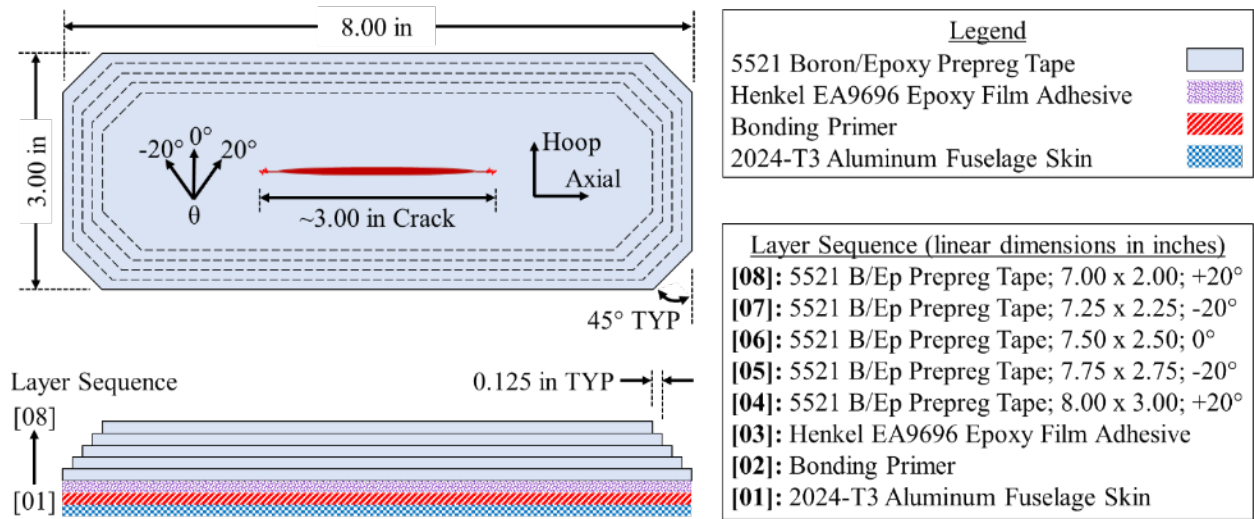 8.00 in
3.00 in
-20° 0° 20°
θ
Hoop
Axial
~3.00 in Crack
45° TYP
Layer Sequence
[08]
[01]
0.125 in TYP
Legend
5521 Boron/Epoxy Prepreg Tape
Henkel EA9696 Epoxy Film Adhesive
Bonding Primer
2024-T3 Aluminum Fuselage Skin
Layer Sequence (linear dimensions in inches)
[08]: 5521 B/Ep Prepreg Tape; 7.00 x 2.00; +20°
[07]: 5521 B/Ep Prepreg Tape; 7.25 x 2.25; -20°
[06]: 5521 B/Ep Prepreg Tape; 7.50 x 2.50; 0°
[05]: 5521 B/Ep Prepreg Tape; 7.75 x 2.75; -20°
[04]: 5521 B/Ep Prepreg Tape; 8.00 x 3.00; +20°
[03]: Henkel EA9696 Epoxy Film Adhesive
[02]: Bonding Primer
[01]: 2024-T3 Aluminum Fuselage Skin